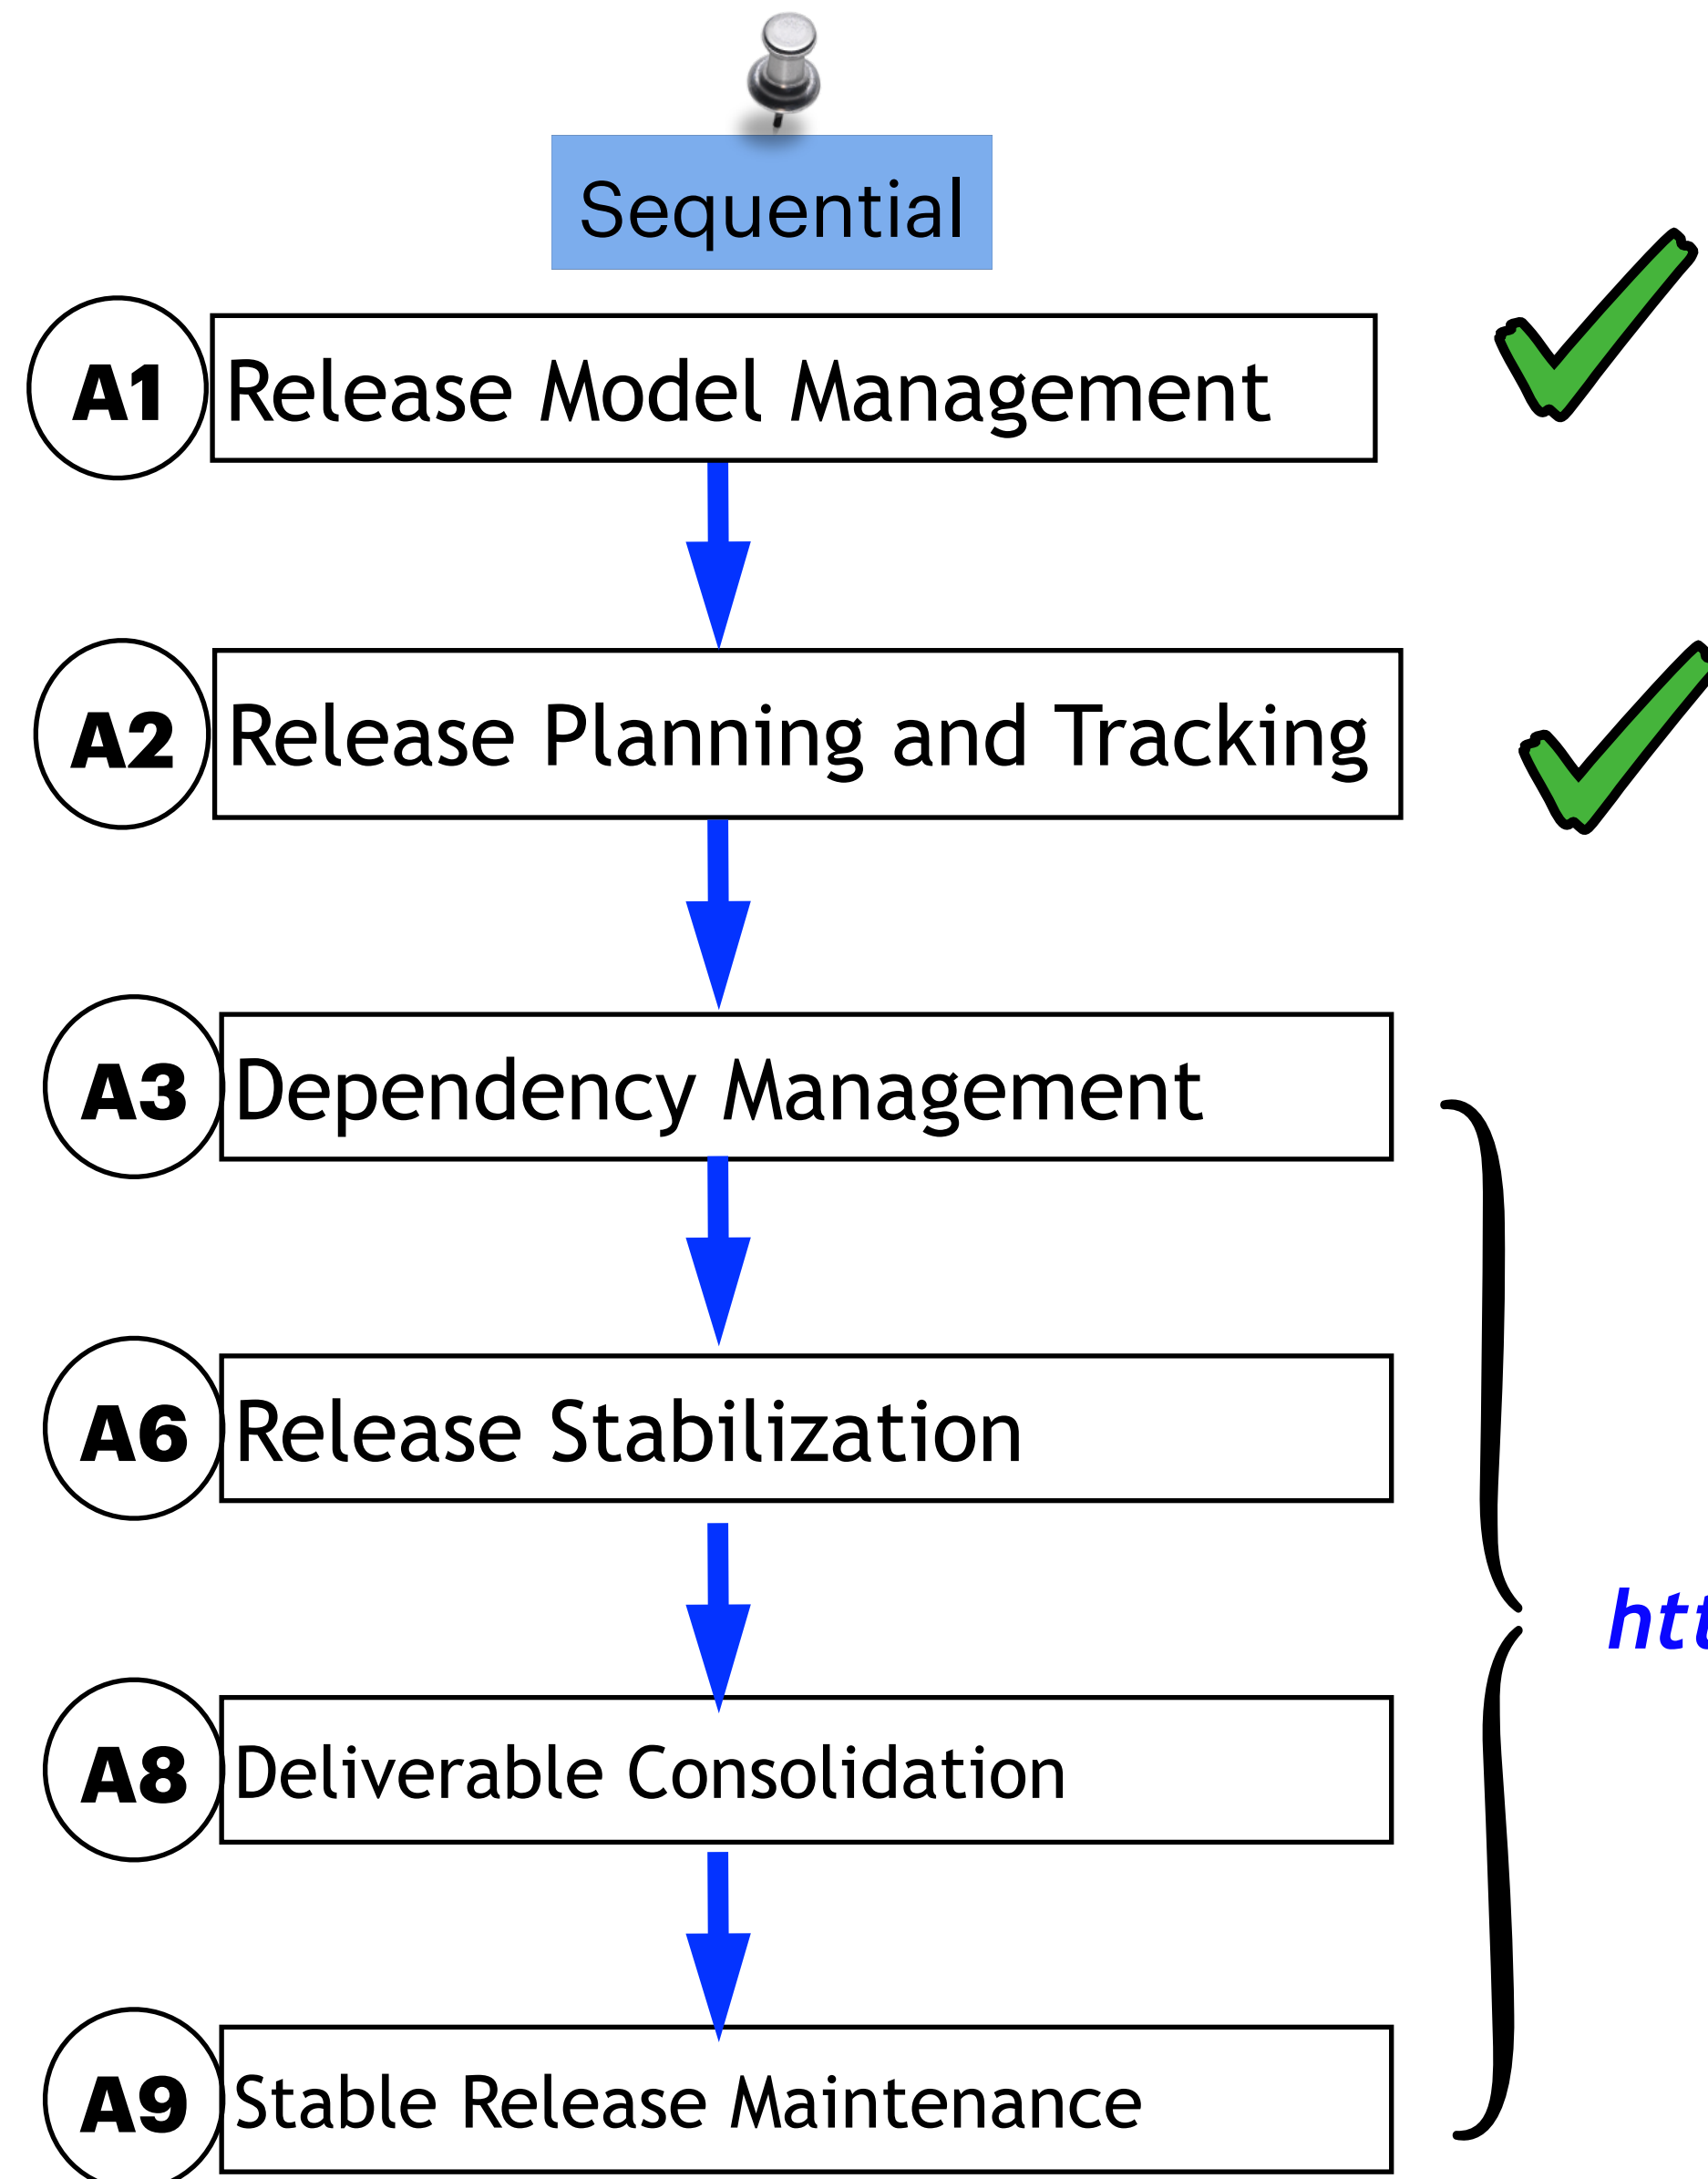 Sequential
A1 Release Model Management
A2 Release Planning and Tracking
A3 Dependency Management
A6 Release Stabilization
A8 Deliverable Consolidation
A9 Stable Release Maintenance